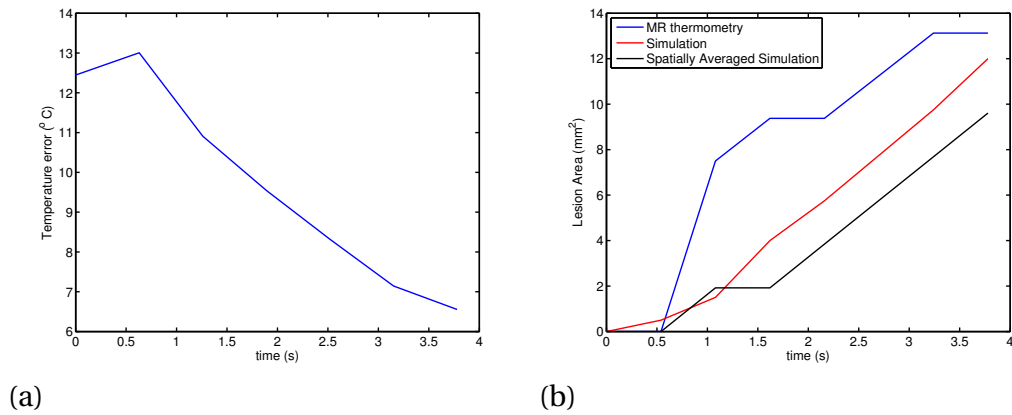 14
13
12
11
10
9
8
7
6
Temperature error (⁰ C)
0 0.5 1 1.5 2 2.5 3 3.5 4
time (s)
(a)
14
12
10
8
6
4
2
0
Lesion Area (mm²)
MR thermometry
Simulation
Spatially Averaged Simulation
0 0.5 1 1.5 2 2.5 3 3.5 4
time (s)
(b)